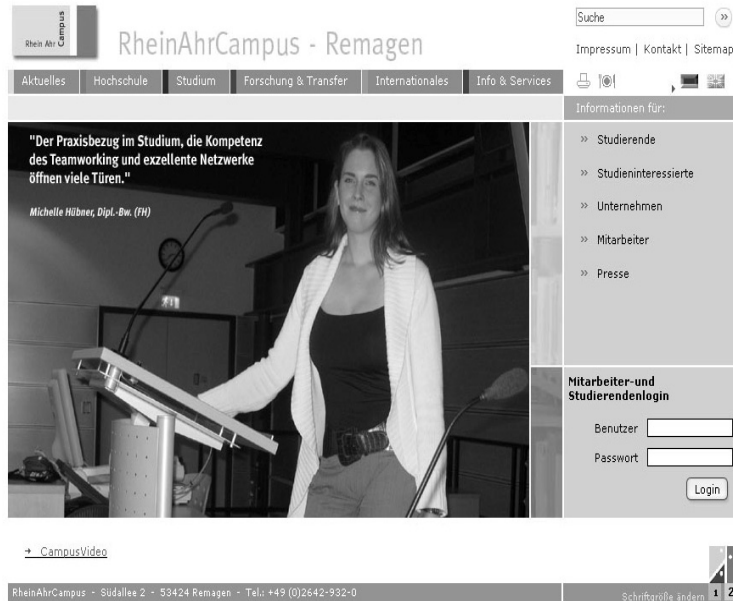 Rhein Ahr Campus
RheinAhrCampus - Remagen
Suche
»
Impressum | Kontakt | Sitemap
Aktuelles
Hochschule
Studium
Forschung & Transfer
Internationales
Info & Services
Informationen für:
"Der Praxisbezug im Studium, die Kompetenz
des Teamworking und exzellente Netzwerke
öffnen viele Türen."
Michelle Hübner, Dipl.-Bw. (FH)
» Studierende
» Studieninteressierte
» Unternehmen
» Mitarbeiter
» Presse
Mitarbeiter-und
Studierendenlogin
Benutzer
Passwort
Login
→ CampusVideo
RheinAhrCampus - Südallee 2 - 53424 Remagen - Tel.: +49 (0)2642-932-0
Schriftgröße ändern 1 2